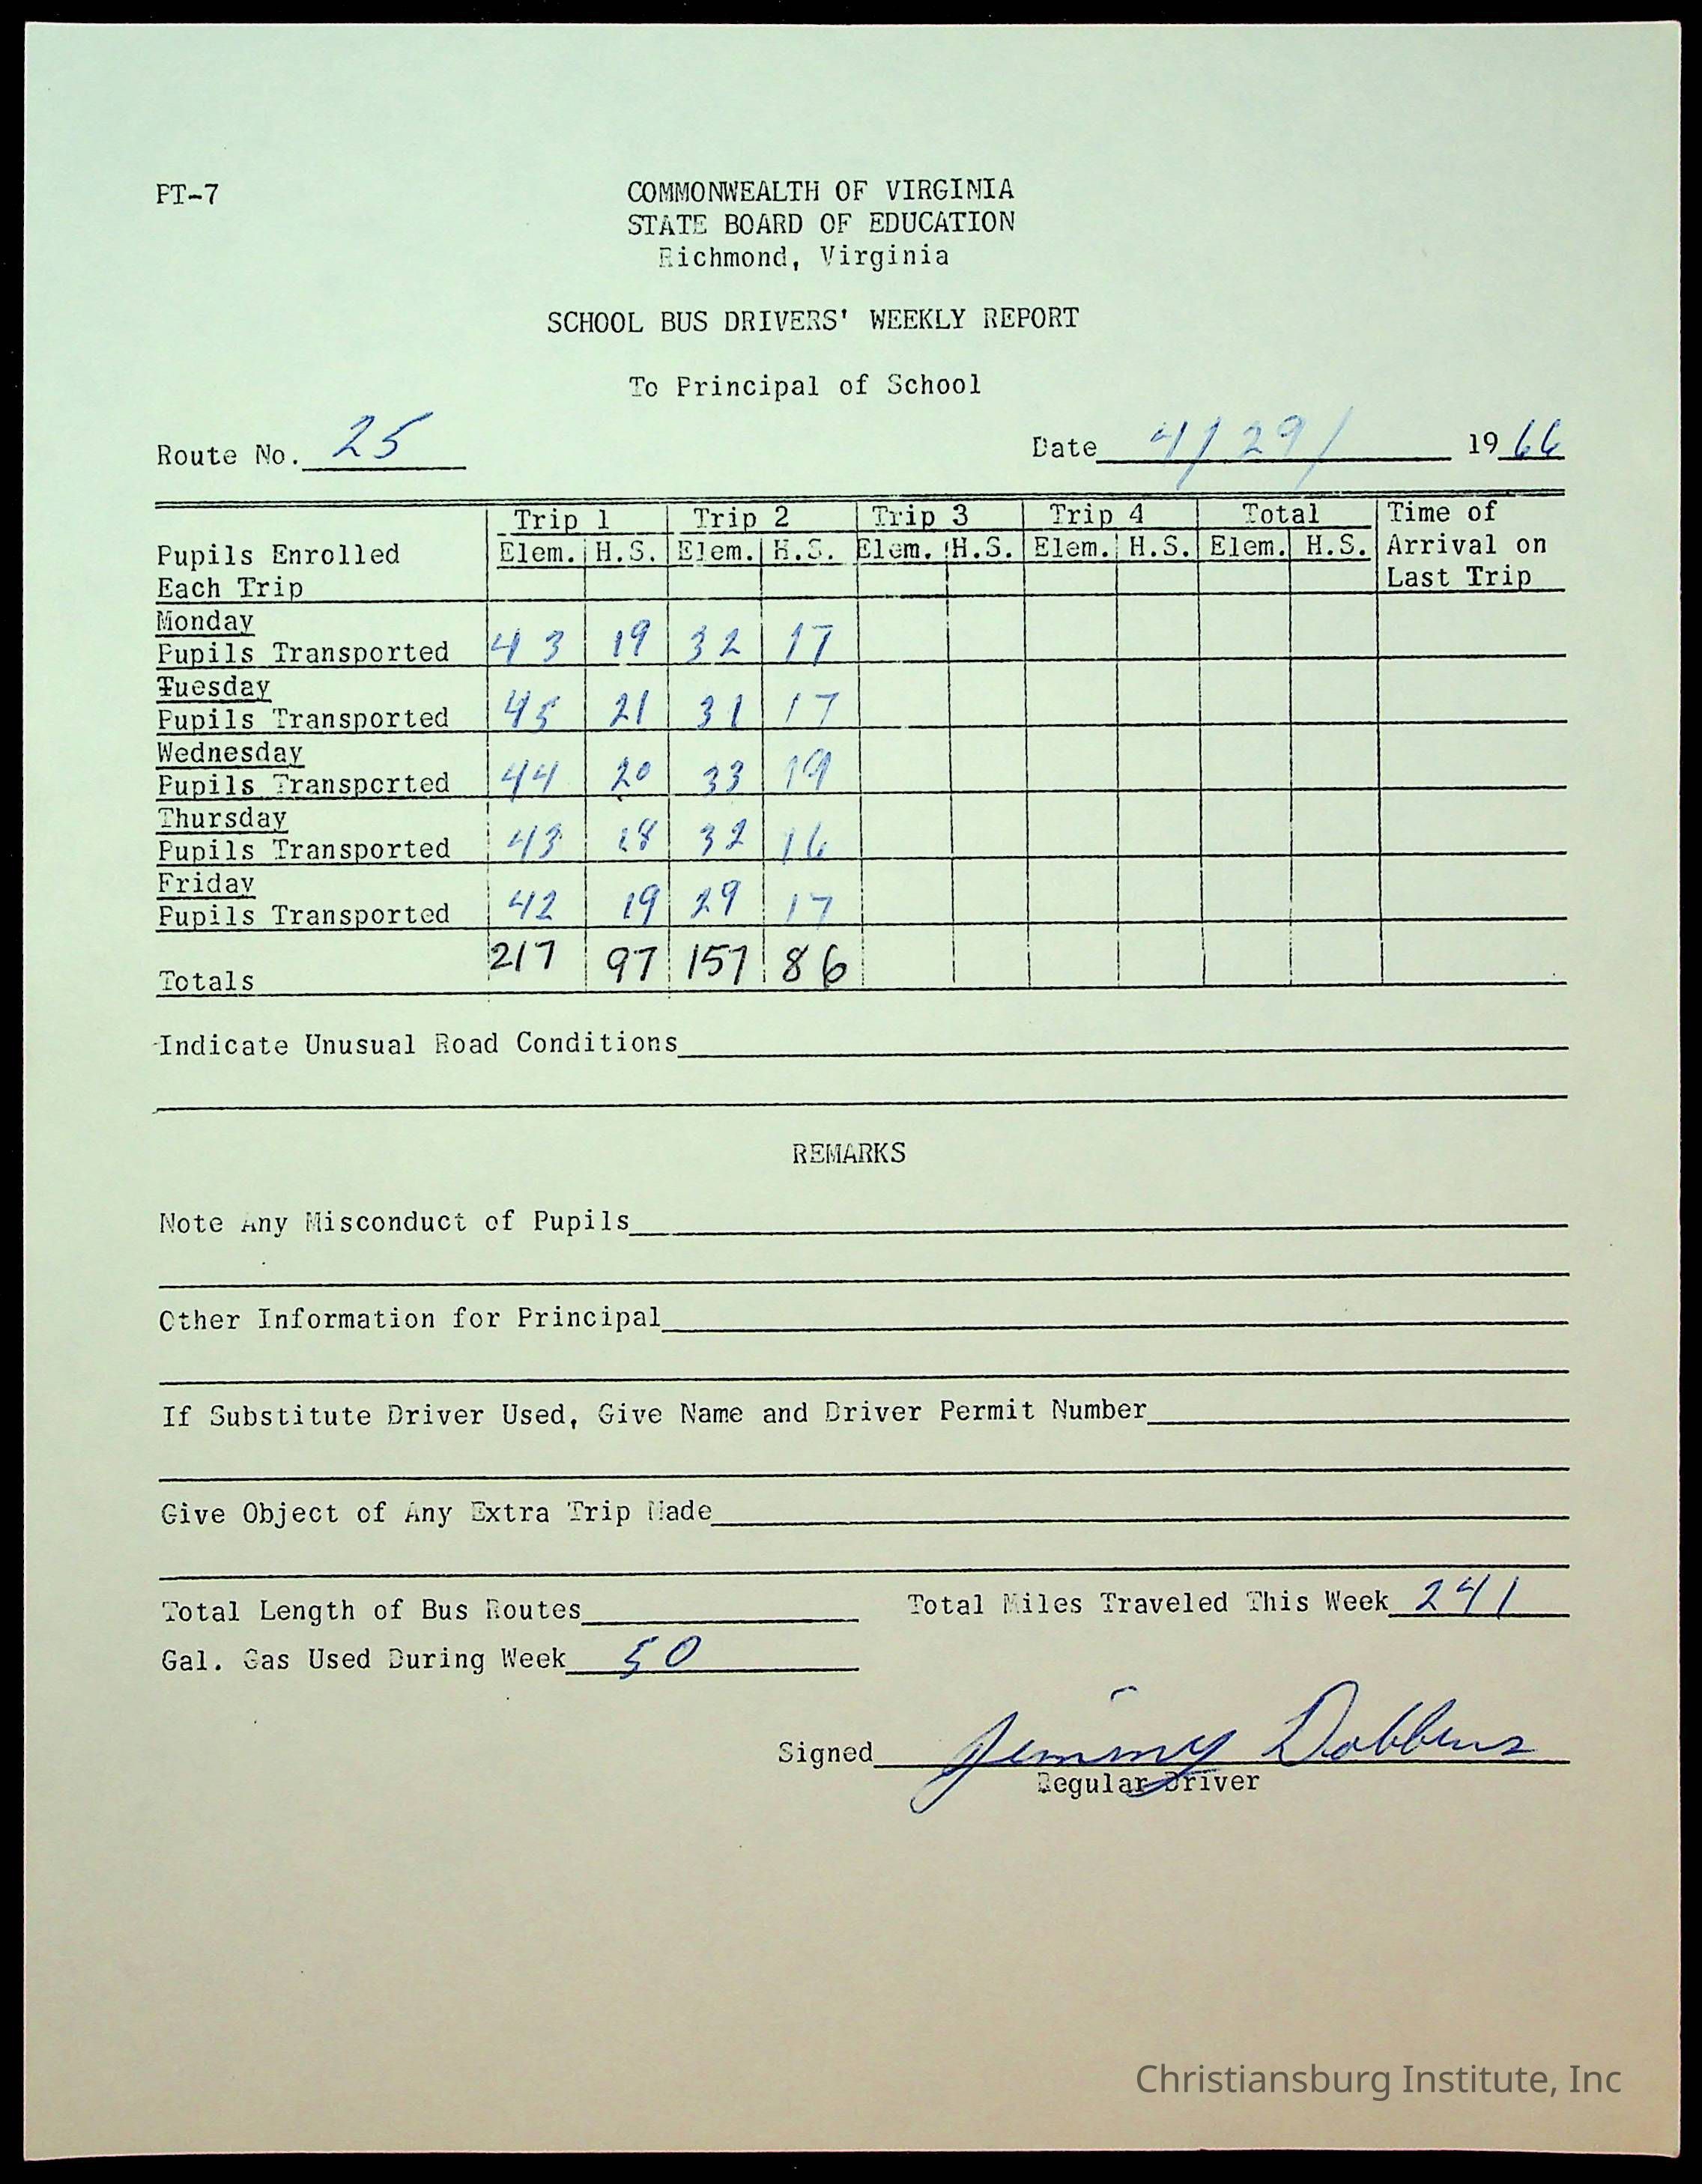 PT-7
COMMONWEALTH OF VIRGINIA
STATE BOARD OF EDUCATION
Richmond, Virginia
SCHOOL BUS DRIVERS' WEEKLY REPORT
To Principal of School
Route No. 25 Date 4/29/ 1966
Trip 1 Trip 2 Trip 3 Trip 4 Total Time of
Pupils Enrolled Elem. H.S. Elem. H.S. Elem. H.S. Elem. H.S. Elem. H.S. Arrival on
Each Trip Last Trip
Monday
Pupils Transported 43 19 32 17
Tuesday
Pupils Transported 45 21 31 17
Wednesday
Pupils Transported 44 20 33 19
Thursday
Pupils Transported 43 18 32 16
Friday
Pupils Transported 42 19 29 17
Totals 217 97 157 86
Indicate Unusual Road Conditions
REMARKS
Note Any Misconduct of Pupils
Other Information for Principal
If Substitute Driver Used, Give Name and Driver Permit Number
Give Object of Any Extra Trip Made
Total Length of Bus Routes Total Miles Traveled This Week 241
Gal. Gas Used During Week 50
Signed Jimmy Dobbins
Regular Driver
Christiansburg Institute, Inc